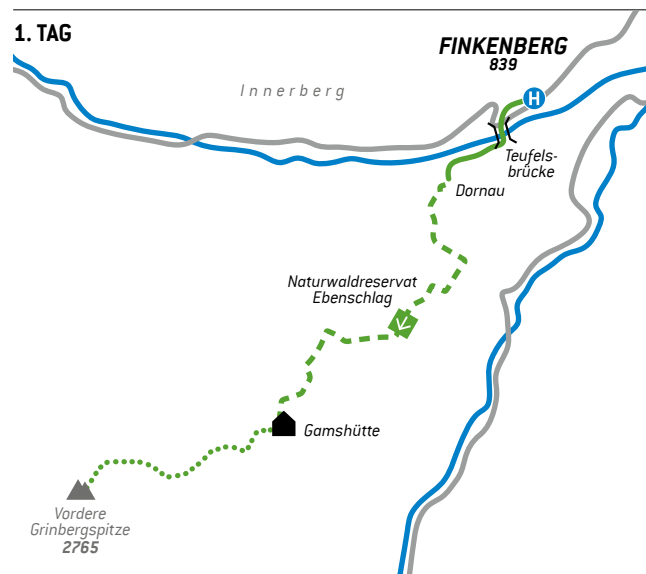 1. TAG
FINKENBERG
839
H
Innerberg
Teufels-
brücke
Dornau
Naturwaldreservat
Ebenschlag
Gamshütte
Vordere
Grinbergspitze
2765